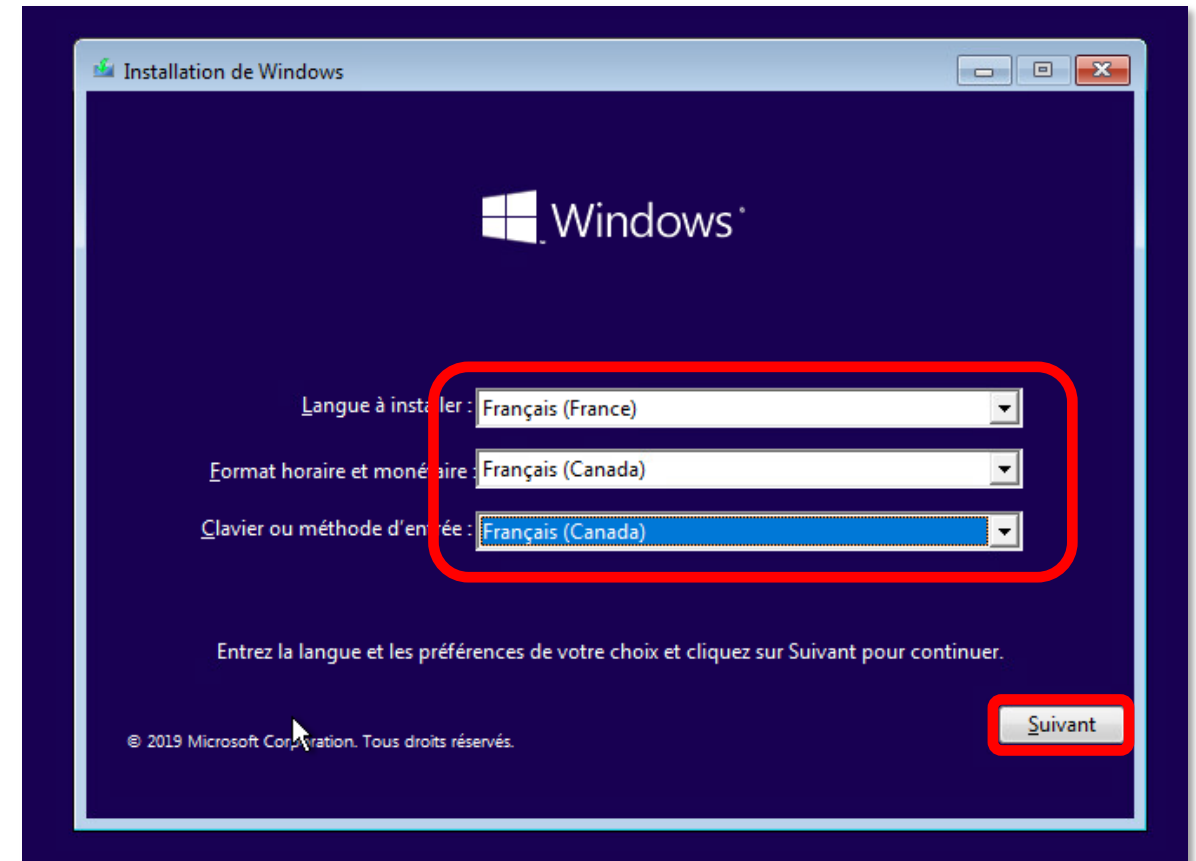 Installation de Windows
Windows
Langue à installer : Français (France)
Format horaire et monétaire : Français (Canada)
Clavier ou méthode d'entrée : Français (Canada)
Entrez la langue et les préférences de votre choix et cliquez sur Suivant pour continuer.
Suivant
© 2019 Microsoft Corporation. Tous droits réservés.